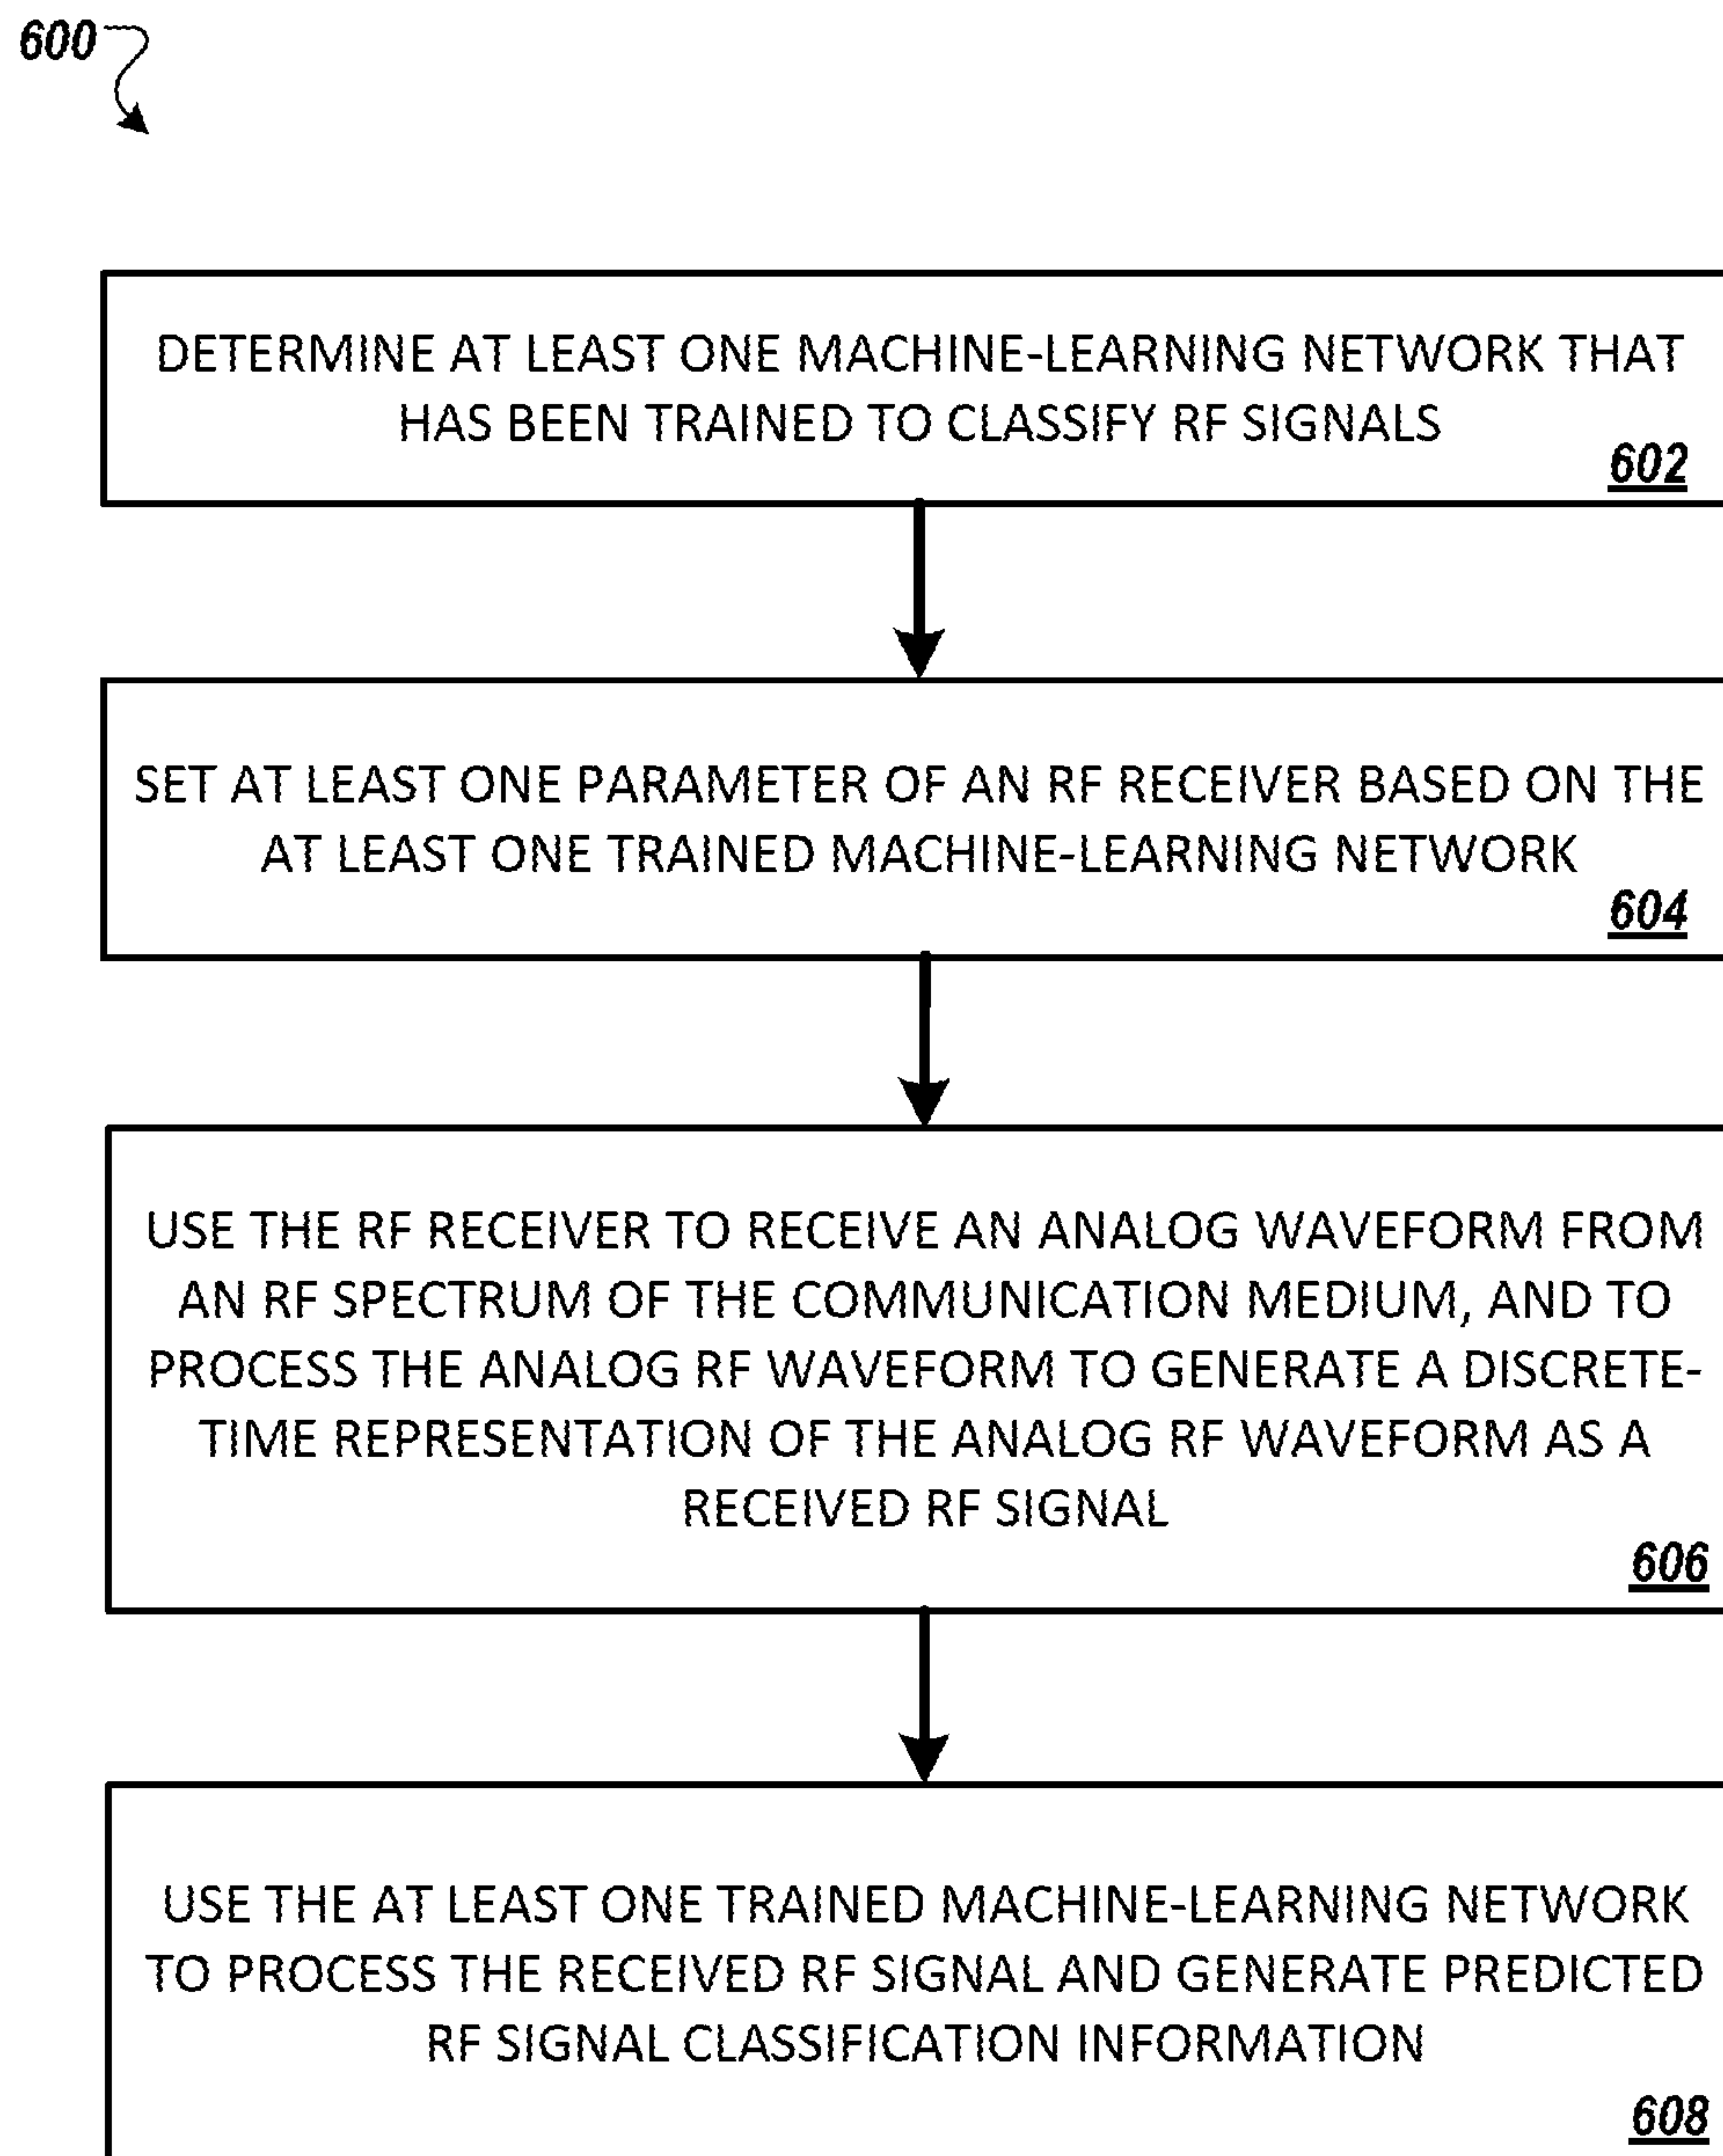 600
DETERMINE AT LEAST ONE MACHINE-LEARNING NETWORK THAT
HAS BEEN TRAINED TO CLASSIFY RF SIGNALS
602
SET AT LEAST ONE PARAMETER OF AN RF RECEIVER BASED ON THE
AT LEAST ONE TRAINED MACHINE-LEARNING NETWORK
604
USE THE RF RECEIVER TO RECEIVE AN ANALOG WAVEFORM FROM
AN RF SPECTRUM OF THE COMMUNICATION MEDIUM, AND TO
PROCESS THE ANALOG RF WAVEFORM TO GENERATE A DISCRETE-
TIME REPRESENTATION OF THE ANALOG RF WAVEFORM AS A
RECEIVED RF SIGNAL
606
USE THE AT LEAST ONE TRAINED MACHINE-LEARNING NETWORK
TO PROCESS THE RECEIVED RF SIGNAL AND GENERATE PREDICTED
RF SIGNAL CLASSIFICATION INFORMATION
608